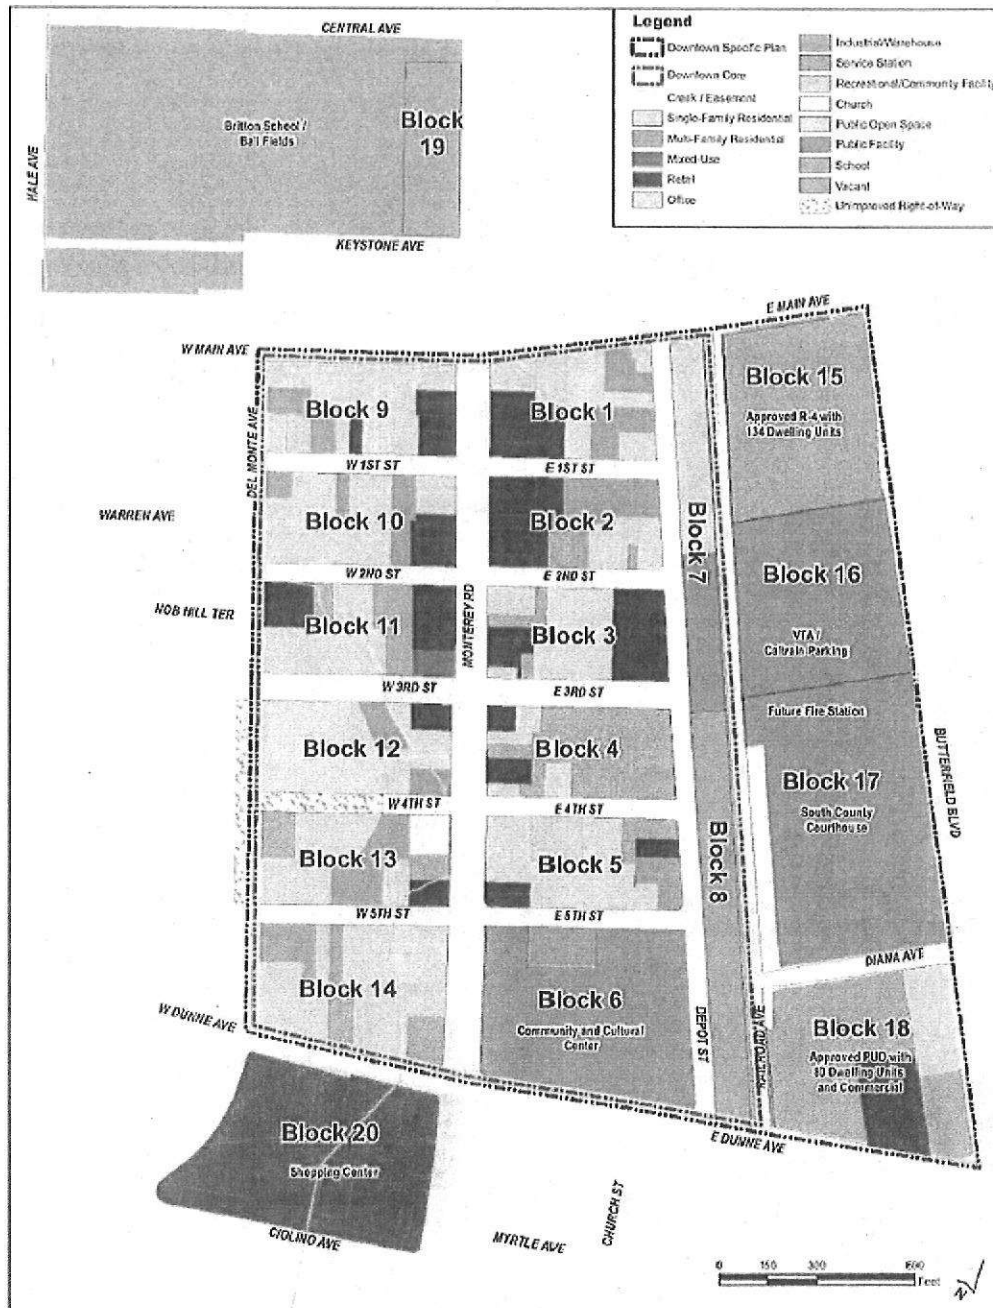 CENTRAL AVE
HALE AVE
Britton School /
Ball Fields
Block
19
KEYSTONE AVE
Legend
Downtown Specific Plan
Downtown Core
Creek / Easement
Single-Family Residential
Multi-Family Residential
Mixed-Use
Retail
Office
Industrial/Warehouse
Service Station
Recreational/Community Facility
Church
Public Open Space
Public Facility
School
Vacant
Unimproved Right-of-Way
W MAIN AVE
E MAIN AVE
DEL MONTE AVE
Block 9
Block 1
Block 15
Approved R-4 with
134 Dwelling Units
W 1ST ST
E 1ST ST
WARREN AVE
Block 10
Block 2
Block 7
Block 16
VTA /
Caltrain Parking
W 2ND ST
E 2ND ST
NOB HILL TER
MONTEREY RD
Block 11
Block 3
W 3RD ST
E 3RD ST
Future Fire Station
Block 12
Block 4
Block 17
South County
Courthouse
BUTTERFIELD BLVD
W 4TH ST
E 4TH ST
Block 13
Block 5
Block 8
W 5TH ST
E 5TH ST
DIANA AVE
Block 14
Block 6
Community and Cultural
Center
DEPOT ST
RAILROAD AVE
Block 18
Approved PUD with
80 Dwelling Units
and Commercial
W DUNNE AVE
E DUNNE AVE
Block 20
Shopping Center
CIOLINO AVE
MYRTLE AVE
CHURCH ST
0 150 300 600
Feet
N